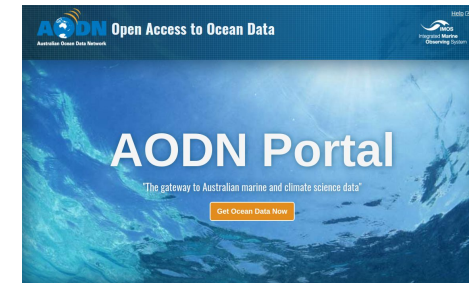 AODN
Australian Ocean Data Network
Open Access to Ocean Data
Help
IMOS
Integrated Marine
Observing System
AODN Portal
"The gateway to Australian marine and climate science data"
Get Ocean Data Now